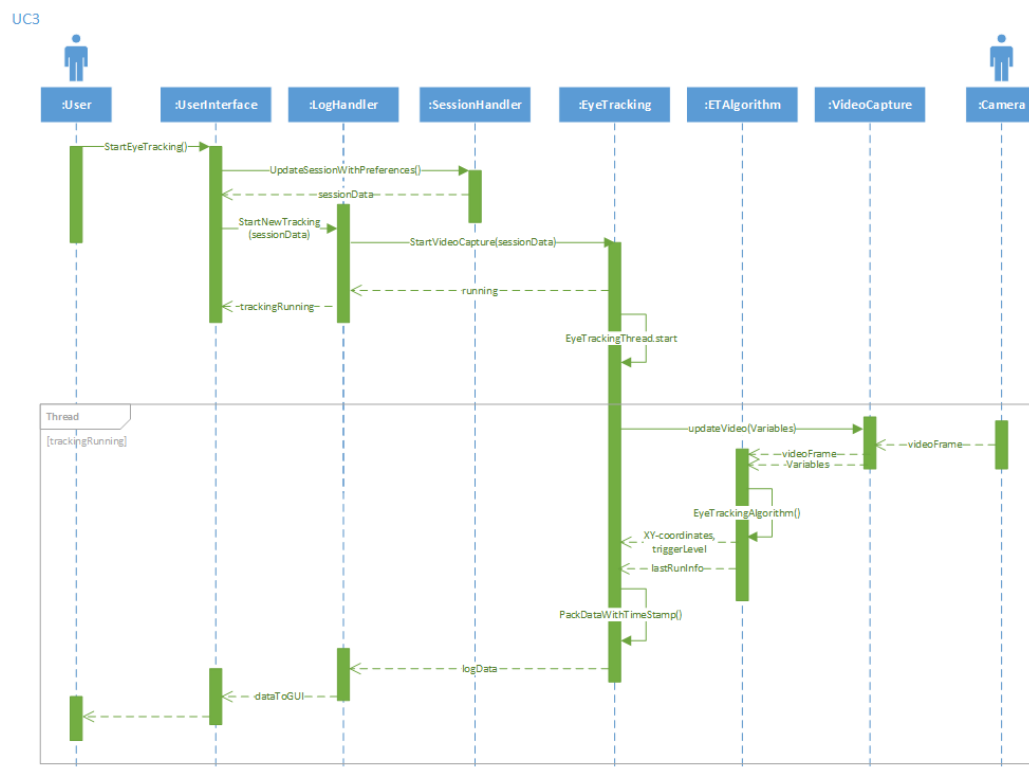 UC3
:User
:UserInterface
:LogHandler
:SessionHandler
:EyeTracking
:ETAlgorithm
:VideoCapture
:Camera
StartEyeTracking()
UpdateSessionWithPreferences()
sessionData
StartNewTracking
(sessionData)
StartVideoCapture(sessionData)
running
trackingRunning
EyeTrackingThread.start
Thread
[trackingRunning]
updateVideo(Variables)
videoFrame
videoFrame
Variables
EyeTrackingAlgorithm()
XY-coordinates,
triggerLevel
lastRunInfo
PackDataWithTimeStamp()
logData
dataToGUI